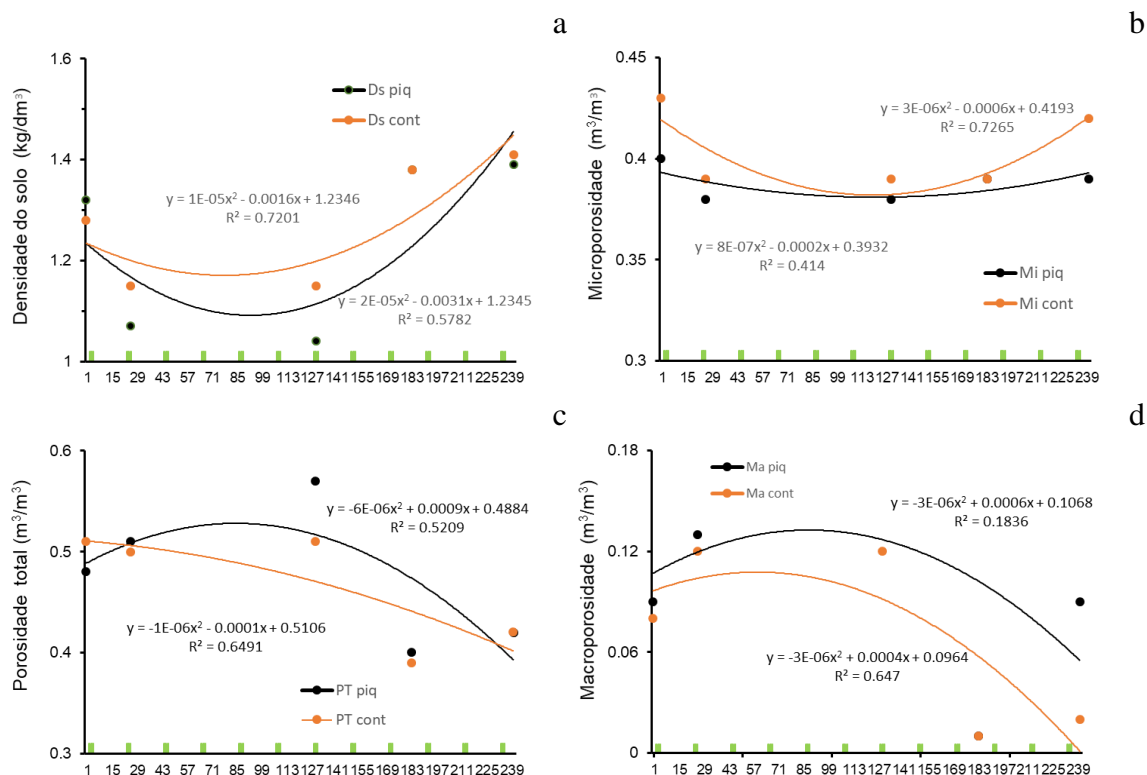 a
Densidade do solo (kg/dm³)
1.6
1.4
1.2
1
Ds piq
Ds cont
y = 1E-05x² - 0.0016x + 1.2346
R² = 0.7201
y = 2E-05x² - 0.0031x + 1.2345
R² = 0.5782
1 15 29 43 57 71 85 99 113 127 141 155 169 183 197 211 225 239
b
Microporosidade (m³/m³)
0.45
0.4
0.35
0.3
y = 3E-06x² - 0.0006x + 0.4193
R² = 0.7265
y = 8E-07x² - 0.0002x + 0.3932
R² = 0.414
Mi piq
Mi cont
1 15 29 43 57 71 85 99 113 127 141 155 169 183 197 211 225 239
c
Porosidade total (m³/m³)
0.6
0.5
0.4
0.3
y = -6E-06x² + 0.0009x + 0.4884
R² = 0.5209
y = -1E-06x² - 0.0001x + 0.5106
R² = 0.6491
PT piq
PT cont
1 15 29 43 57 71 85 99 113 127 141 155 169 183 197 211 225 239
d
Macroporosidade (m³/m³)
0.18
0.12
0.06
0
Ma piq
Ma cont
y = -3E-06x² + 0.0006x + 0.1068
R² = 0.1836
y = -3E-06x² + 0.0004x + 0.0964
R² = 0.647
1 15 29 43 57 71 85 99 113 127 141 155 169 183 197 211 225 239